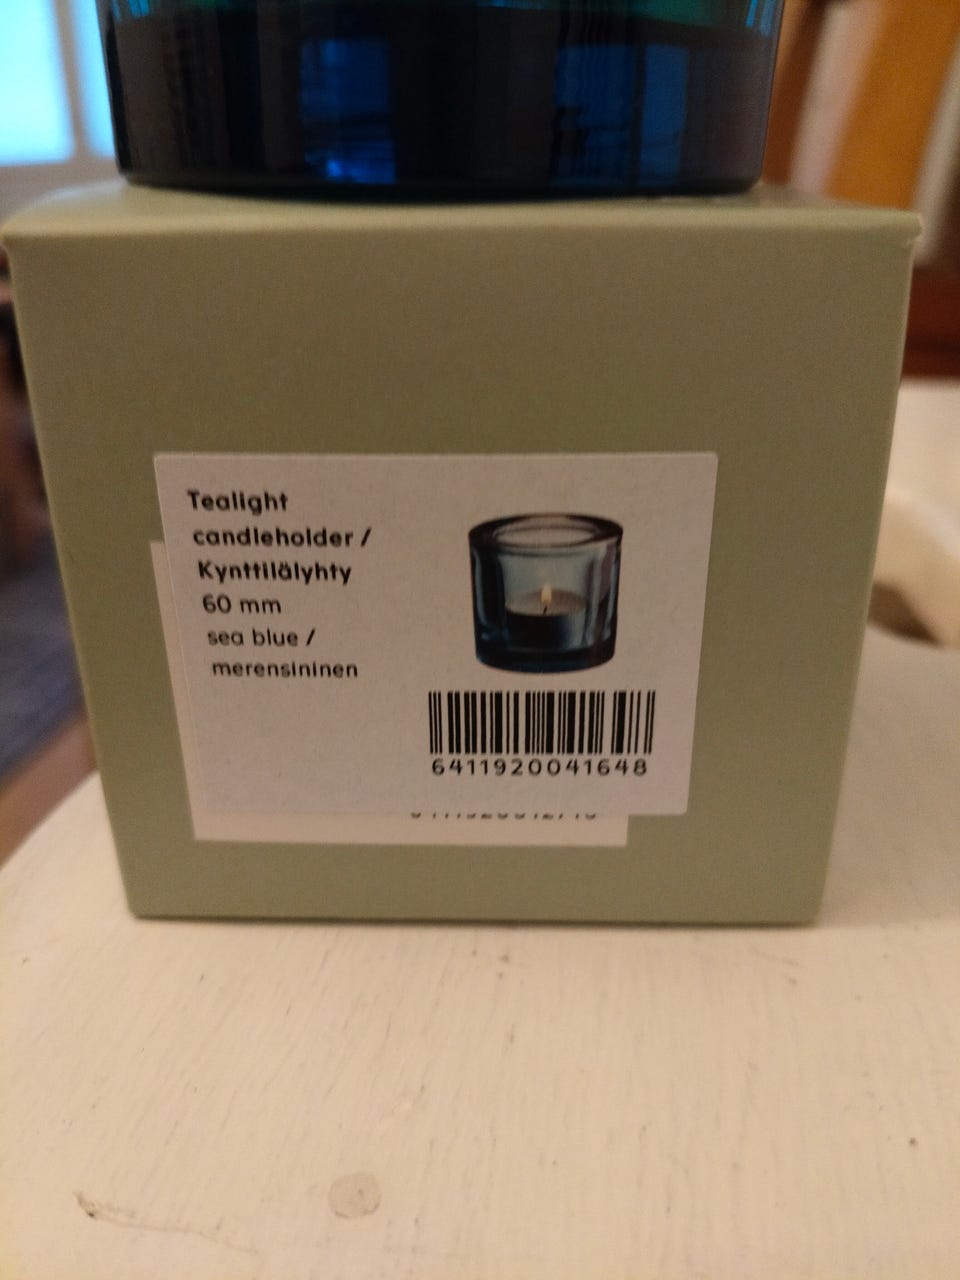 Tealight
candleholder /
Kynttilälyhty
60 mm
sea blue /
merensininen
6411920041648